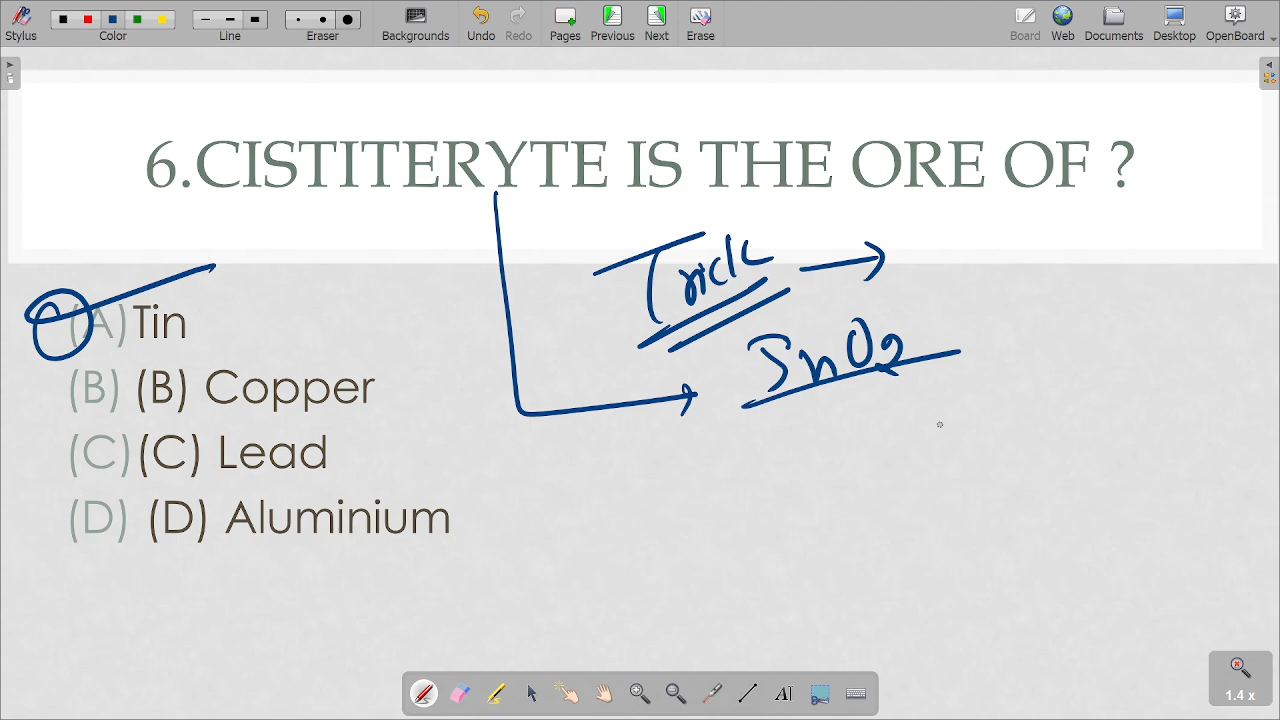 Stylus Color Line Eraser Backgrounds Undo Redo Pages Previous Next Erase Board Web Documents Desktop OpenBoard
6.CISTITERYTE IS THE ORE OF ?
Trick →
(A) Tin
SnO2
(B) (B) Copper
(C) (C) Lead
(D) (D) Aluminium
1.4 x